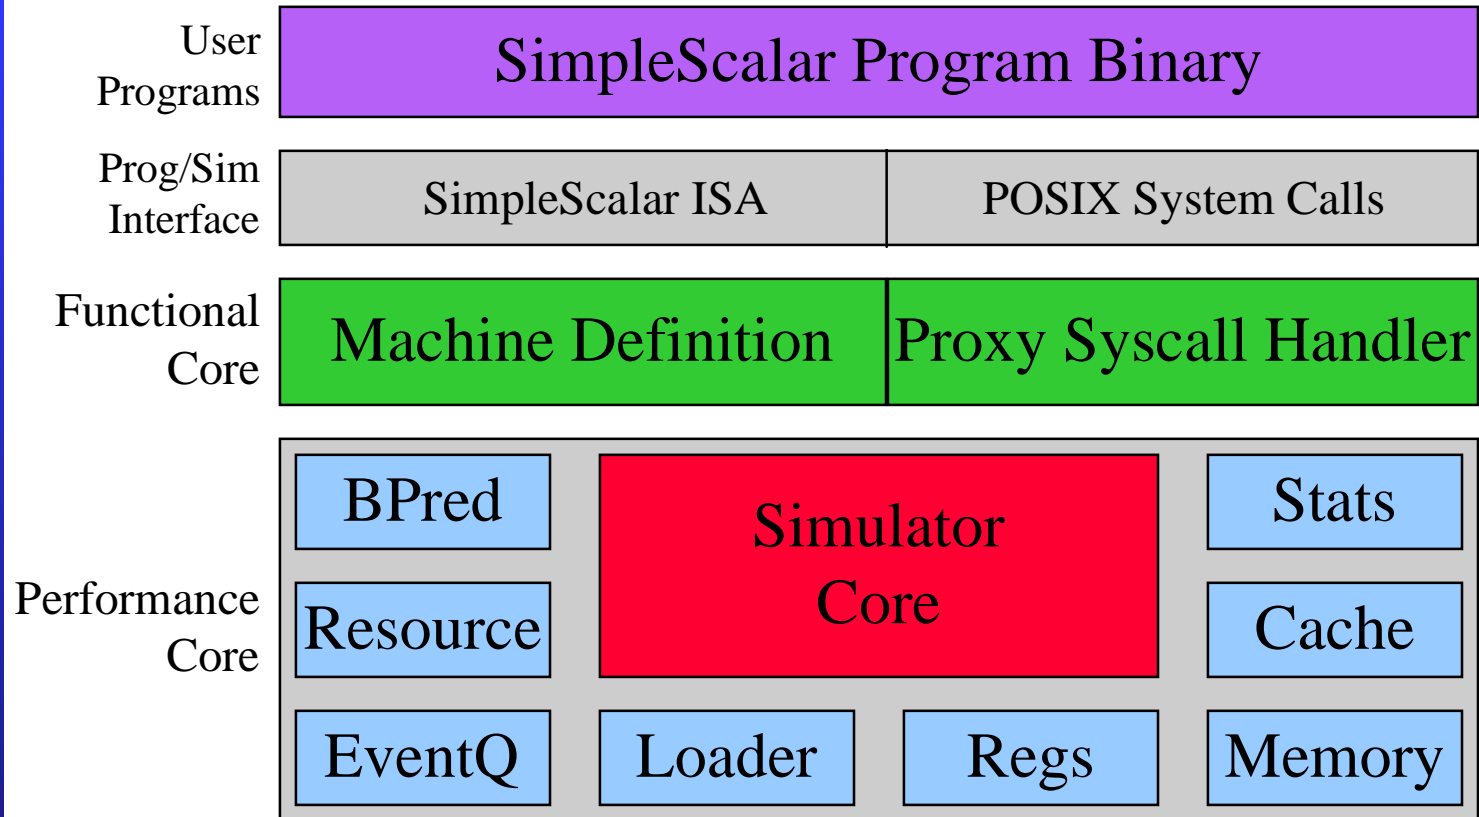 User
Programs
SimpleScalar Program Binary
Prog/Sim
Interface
SimpleScalar ISA
POSIX System Calls
Functional
Core
Machine Definition
Proxy Syscall Handler
Performance
Core
BPred
Simulator
Core
Stats
Resource
Cache
EventQ
Loader
Regs
Memory